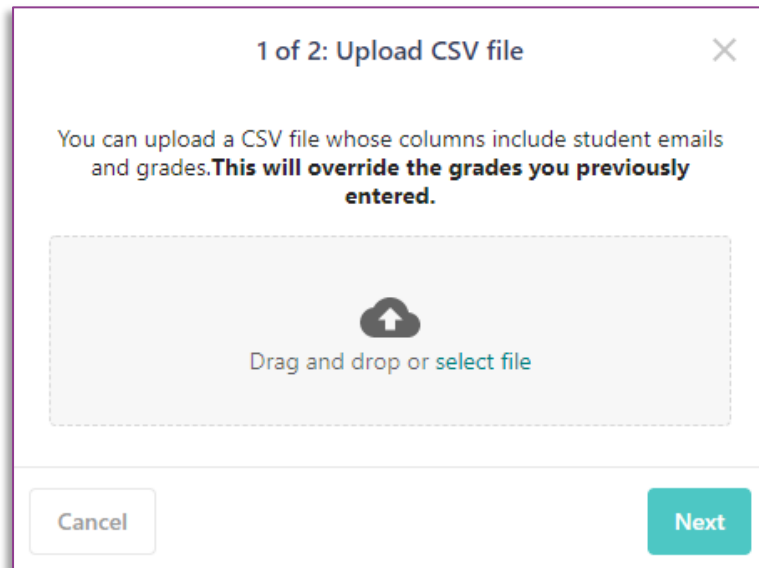 1 of 2: Upload CSV file
You can upload a CSV file whose columns include student emails
and grades.This will override the grades you previously
entered.
Drag and drop or select file
Cancel
Next